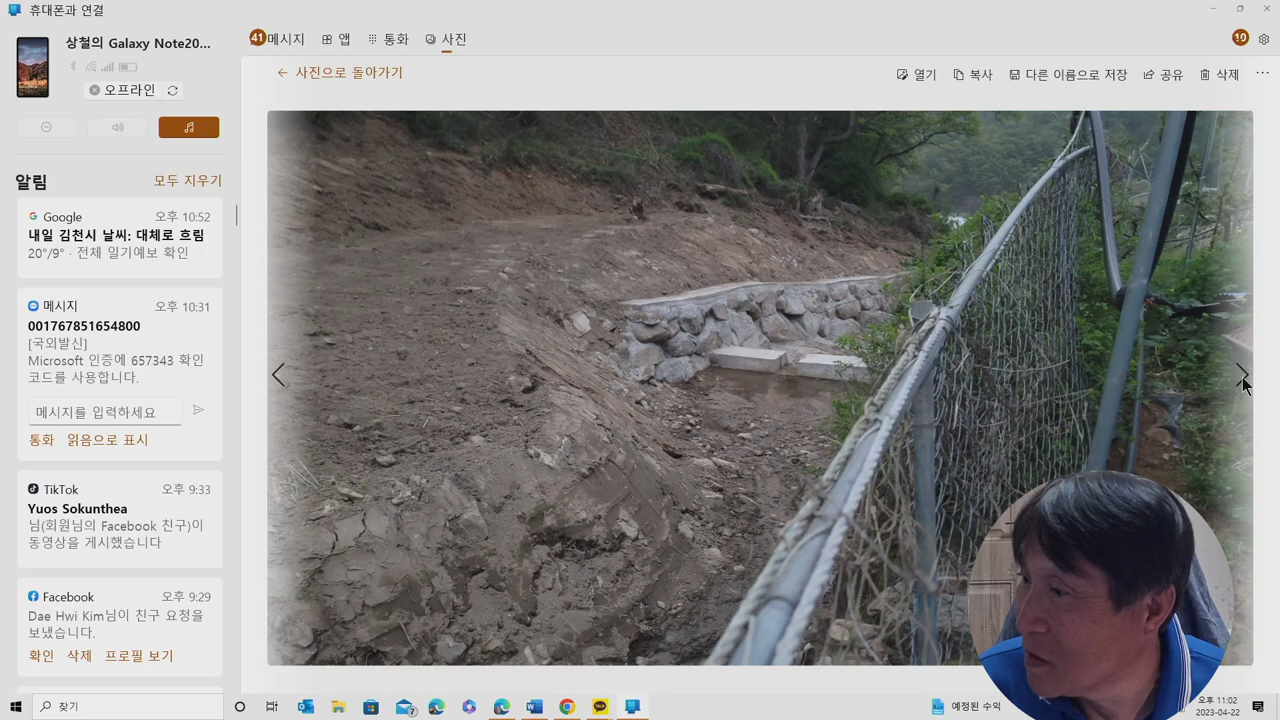 휴대폰과 연결
상철의 Galaxy Note20...
오프라인
알림
모두 지우기
Google
오후 10:52
내일 김천시 날씨: 대체로 흐림
20°/9° · 전체 일기예보 확인
메시지
오후 10:31
001767851654800
[국외발신]
Microsoft 인증에 657343 확인
코드를 사용합니다.
메시지를 입력하세요
통화
읽음으로 표시
TikTok
오후 9:33
Yuos Sokunthea
님(회원님의 Facebook 친구)이
동영상을 게시했습니다
Facebook
오후 9:29
Dae Hwi Kim님이 친구 요청을
보냈습니다.
확인
삭제
프로필 보기
41
메시지
앱
통화
사진
10
← 사진으로 돌아가기
열기
복사
다른 이름으로 저장
공유
삭제
...
찾기
7
TALK
예정된 수익
오후 11:02
2023-04-22